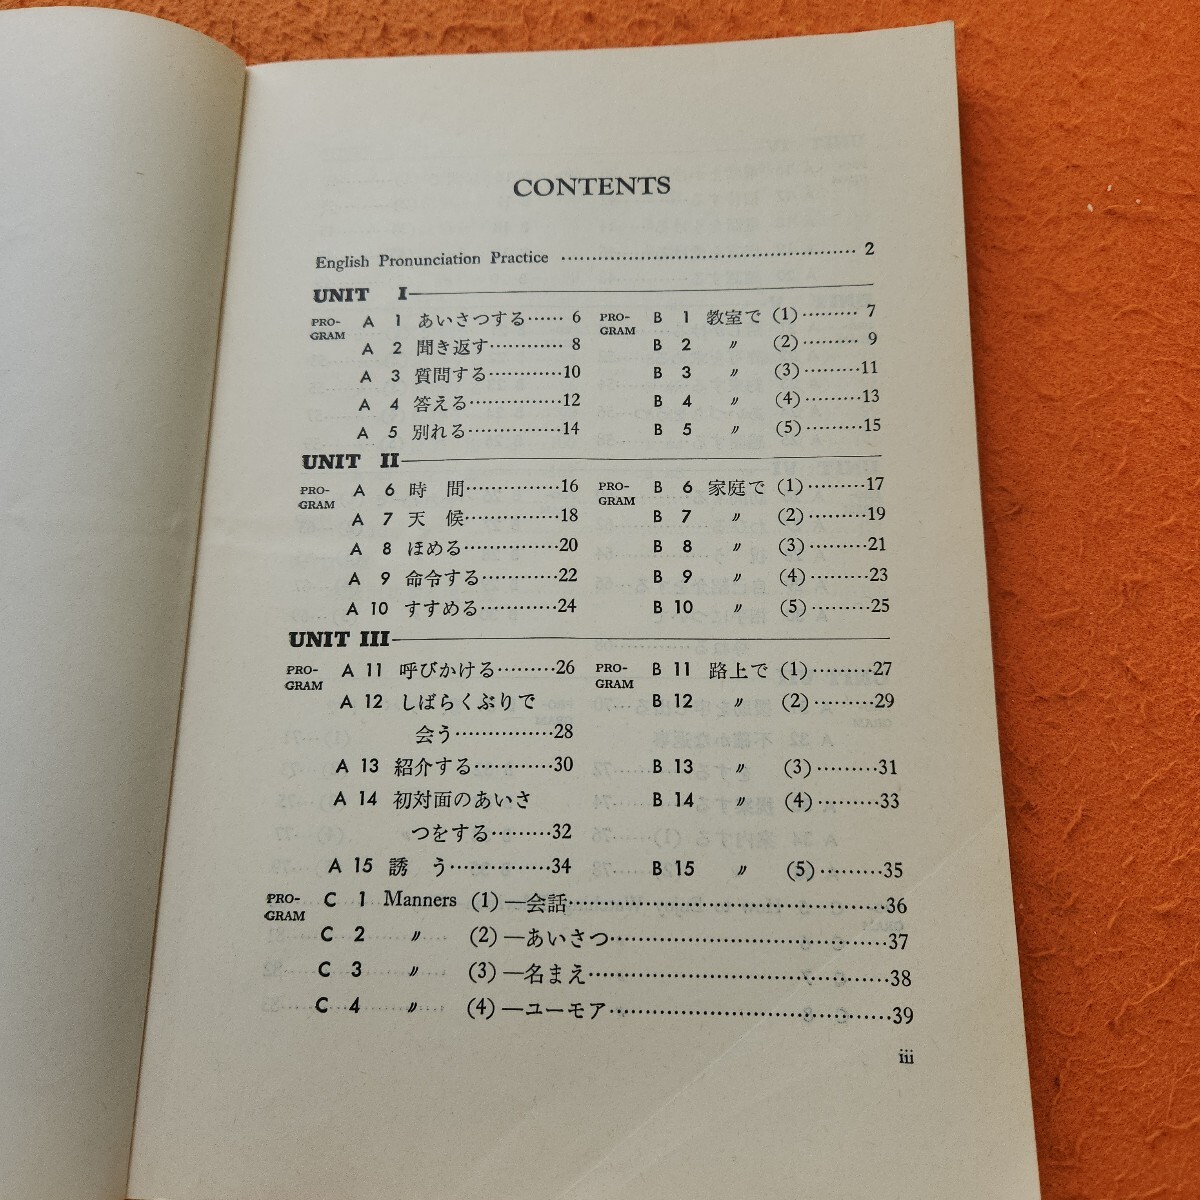 CONTENTS
English Pronunciation Practice ………………………………… 2
UNIT I
PRO-GRAM A 1 あいさつする…… 6 PRO-GRAM B 1 教室で (1)……… 7
A 2 聞き返す………… 8 B 2 〃 (2)……… 9
A 3 質問する…………10 B 3 〃 (3)………11
A 4 答える……………12 B 4 〃 (4)………13
A 5 別れる……………14 B 5 〃 (5)………15
UNIT II
PRO-GRAM A 6 時 間……………16 PRO-GRAM B 6 家庭で (1)………17
A 7 天 候……………18 B 7 〃 (2)………19
A 8 ほめる……………20 B 8 〃 (3)………21
A 9 命令する…………22 B 9 〃 (4)………23
A 10 すすめる…………24 B 10 〃 (5)………25
UNIT III
PRO-GRAM A 11 呼びかける………26 PRO-GRAM B 11 路上で (1)………27
A 12 しばらくぶりで B 12 〃 (2)………29
会う……………28
A 13 紹介する…………30 B 13 〃 (3)………31
A 14 初対面のあいさ B 14 〃 (4)………33
つをする………32
A 15 誘 う……………34 B 15 〃 (5)………35
PRO-GRAM C 1 Manners (1)—会話…………………………………36
C 2 〃 (2)—あいさつ……………………………37
C 3 〃 (3)—名まえ………………………………38
C 4 〃 (4)—ユーモア……………………………39
iii